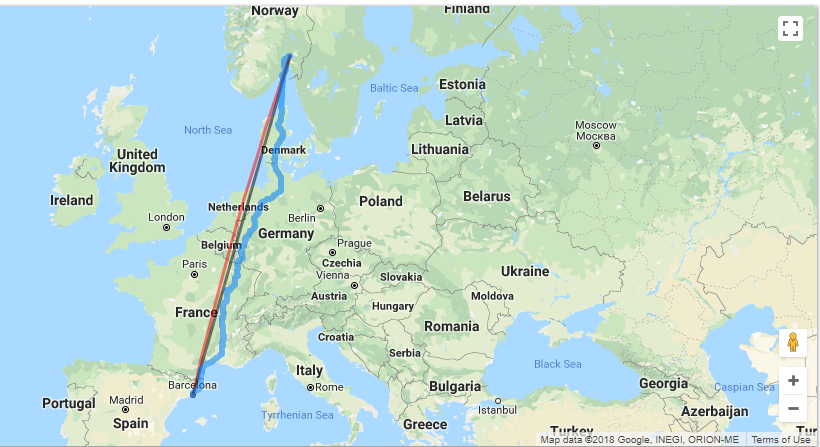 Norway
Finland
Estonia
Baltic Sea
Latvia
North Sea
Moscow
Москва
Denmark
Lithuania
United
Kingdom
Ireland
Netherlands
Poland
Belarus
London
Berlin
Germany
Belgium
Prague
Paris
Czechia
Vienna
Slovakia
Ukraine
Austria
Hungary
Moldova
France
Romania
Croatia
Serbia
Black Sea
Italy
Barcelona
Rome
Bulgaria
Georgia
Caspian Sea
Portugal
Madrid
Spain
Tyrrhenian Sea
Istanbul
Azerbaijan
Greece
Turkey
Tur
Map data ©2018 Google, INEGI, ORION-ME
Terms of Use